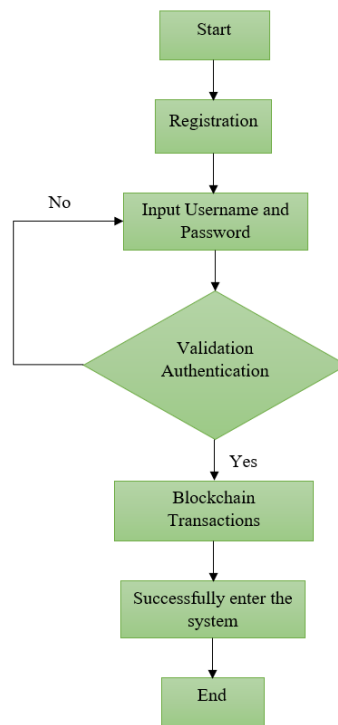 Start
Registration
No
Input Username and
Password
Validation
Authentication
Yes
Blockchain
Transactions
Successfully enter the
system
End